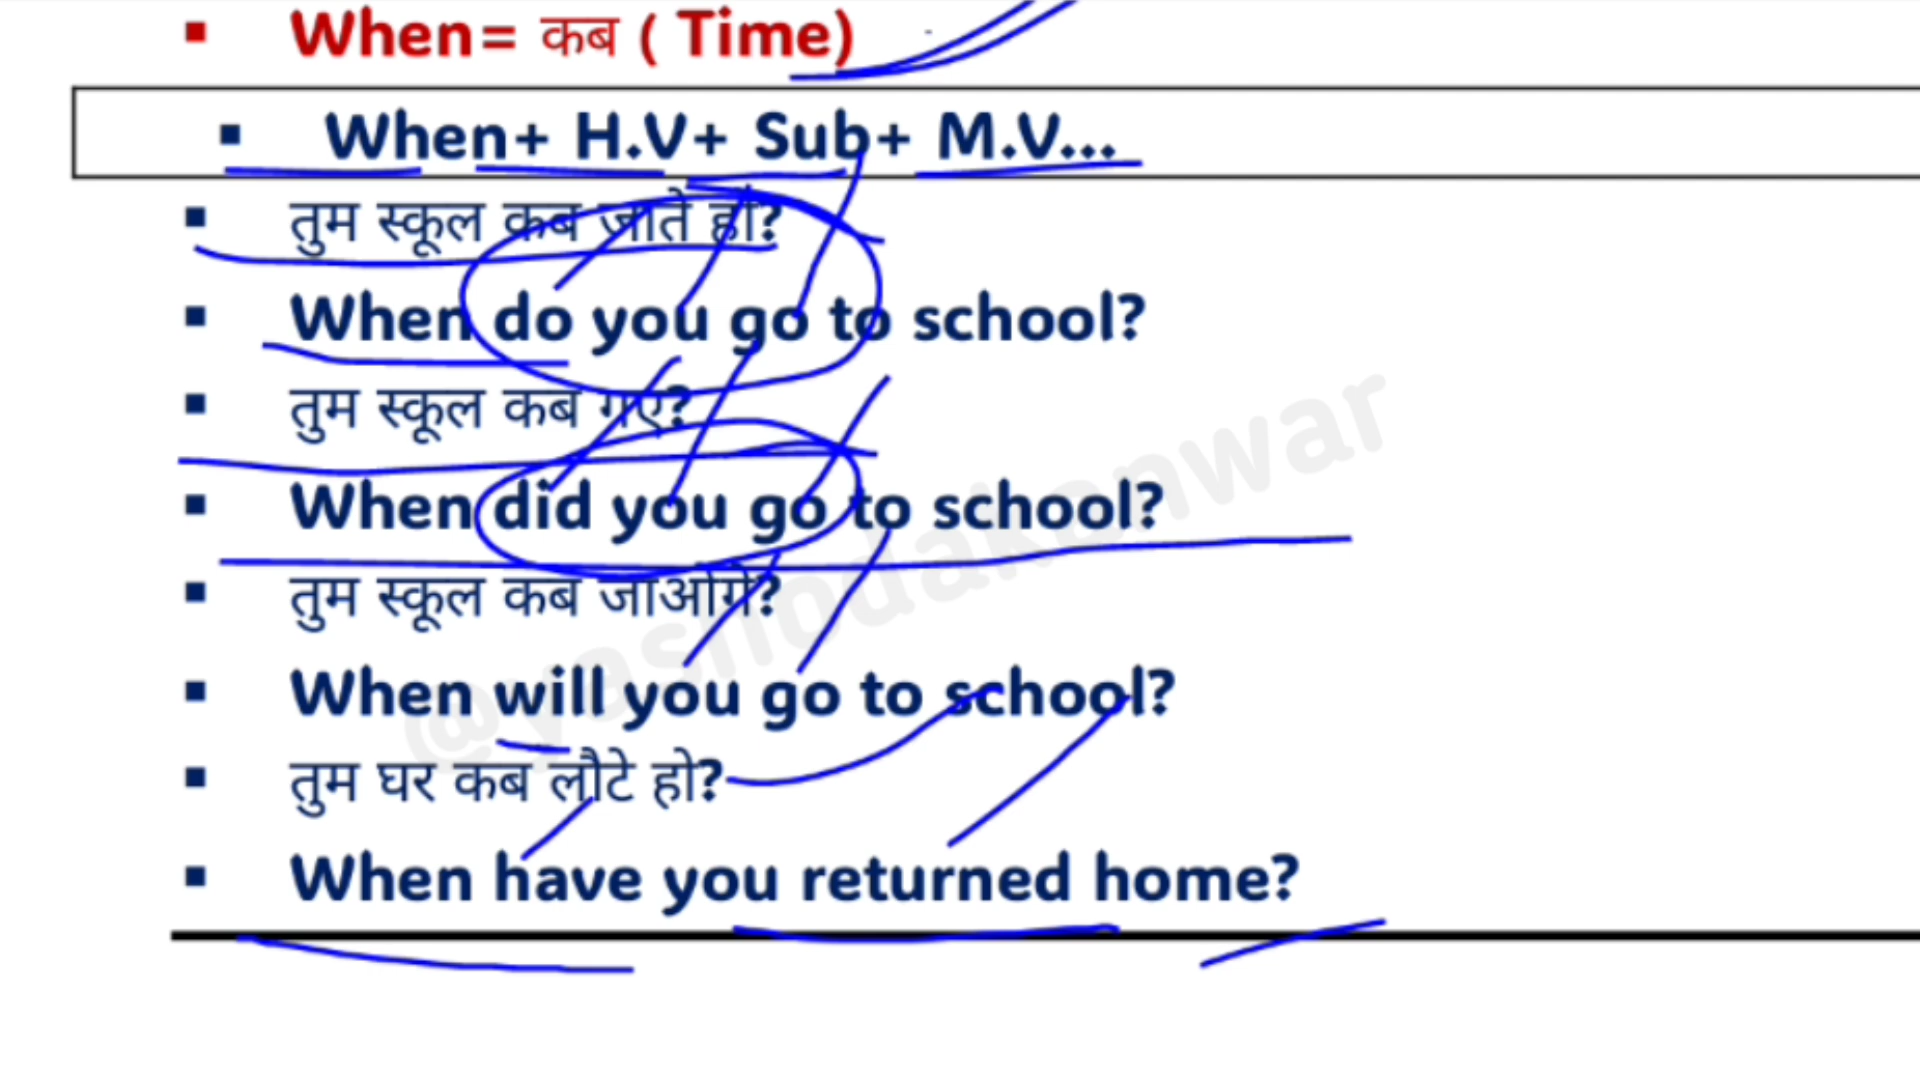 When= कब ( Time)
When+ H.V+ Sub+ M.V...
तुम स्कूल कब जाते हो?
When do you go to school?
तुम स्कूल कब गए?
When did you go to school?
तुम स्कूल कब जाओगे?
When will you go to school?
तुम घर कब लौटे हो?
When have you returned home?
@yashodakanwar